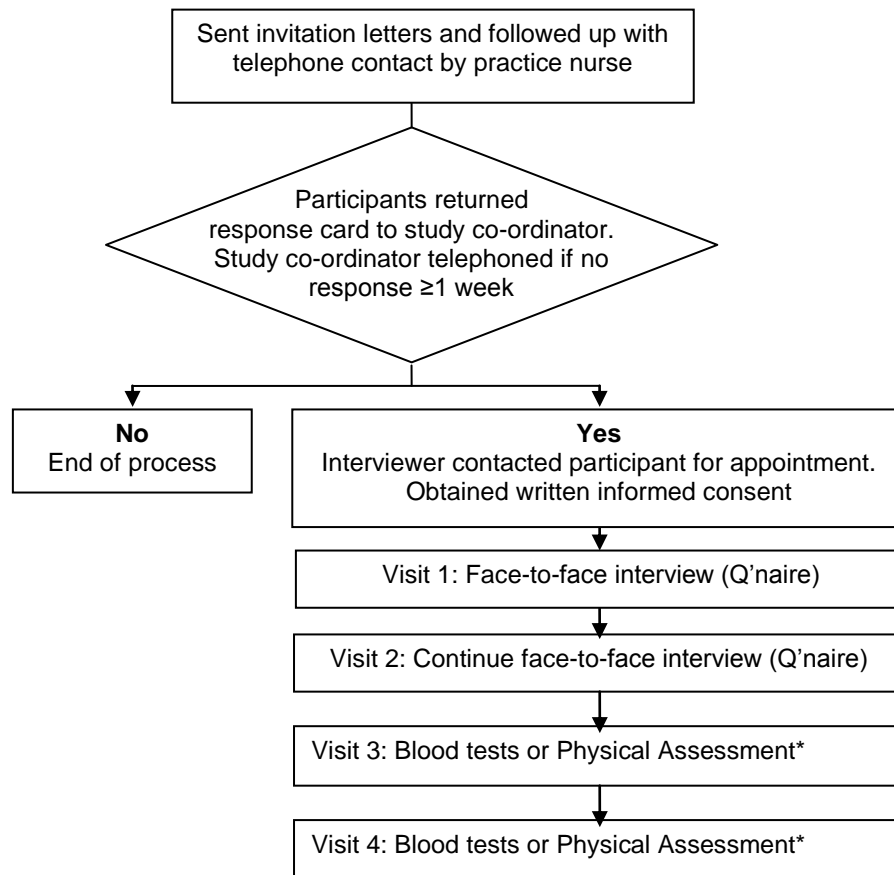 Sent invitation letters and followed up with
telephone contact by practice nurse
Participants returned
response card to study co-ordinator.
Study co-ordinator telephoned if no
response ≥1 week
No
End of process
Yes
Interviewer contacted participant for appointment.
Obtained written informed consent
Visit 1: Face-to-face interview (Q’naire)
Visit 2: Continue face-to-face interview (Q’naire)
Visit 3: Blood tests or Physical Assessment*
Visit 4: Blood tests or Physical Assessment*